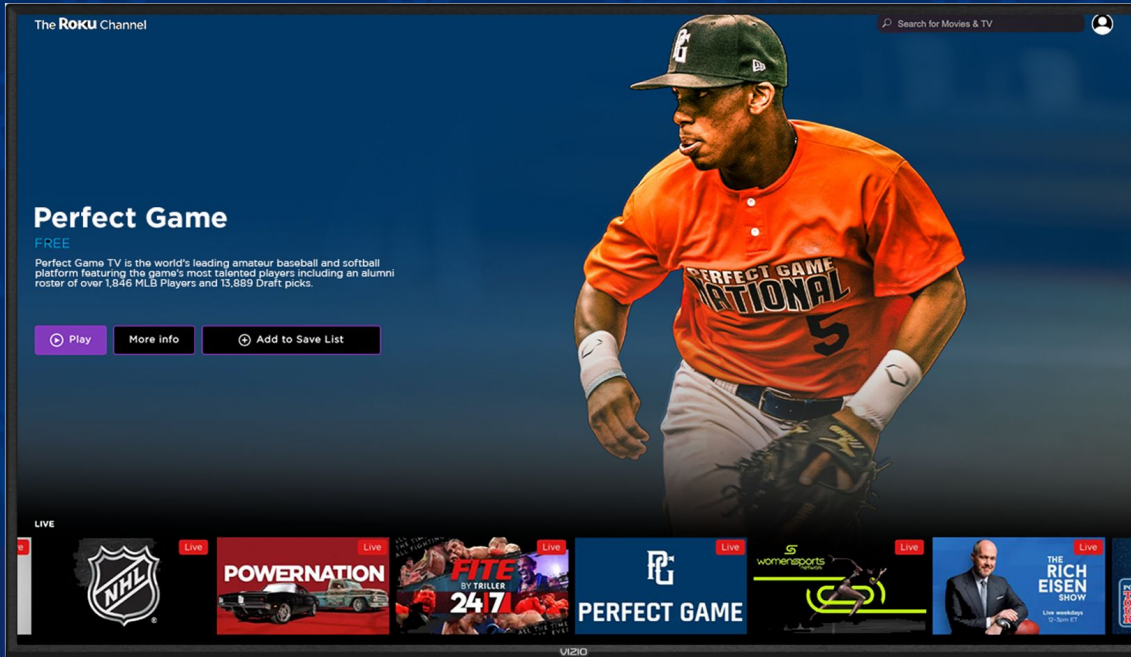 The ROKU Channel
Search for Movies & TV
PG
Perfect Game
FREE
Perfect Game TV is the world's leading amateur baseball and softball
platform featuring the game's most talented players including an alumni
roster of over 1,846 MLB Players and 13,889 Draft picks.
PERFECT GAME
NATIONAL
5
Play
More info
Add to Save List
LIVE
Live
NHL
Live
POWERNATION
Live
FITE
BY TRILLER
24|7
Live
PG
PERFECT GAME
Live
womensports
network
Live
THE
RICH
EISEN
SHOW
Live weekdays
12-3pm ET
VIZIO